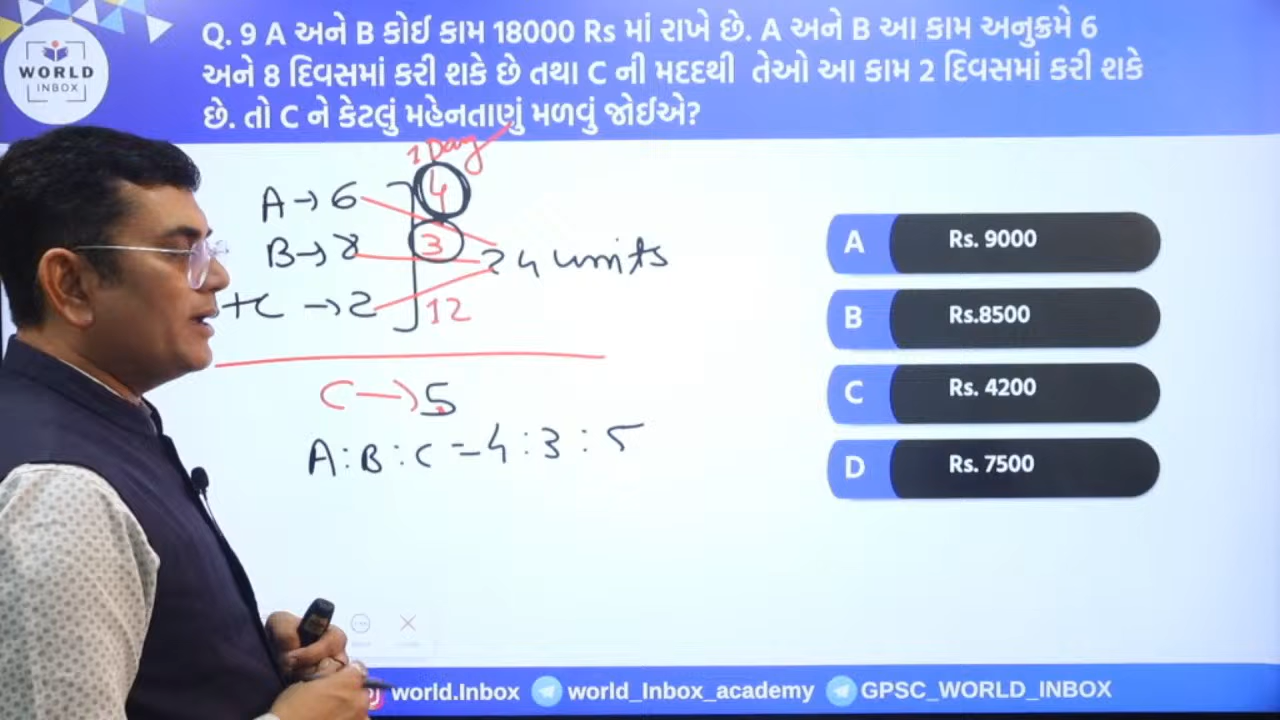 Q. 9 A અને B કોઈ કામ 18000 Rs માં રાખે છે. A અને B આ કામ અનુક્રમે 6
અને 8 દિવસમાં કરી શકે છે તથા C ની મદદથી તેઓ આ કામ 2 દિવસમાં કરી શકે
છે. તો C ને કેટલું મહેનતાણું મળવું જોઈએ?
WORLD
INBOX
1 Day
A→6 4
B→8 3 24 units
+C →2 12
C→5
A:B:C=4:3:5
A Rs. 9000
B Rs.8500
C Rs. 4200
D Rs. 7500
world.Inbox world_Inbox_academy GPSC_WORLD_INBOX